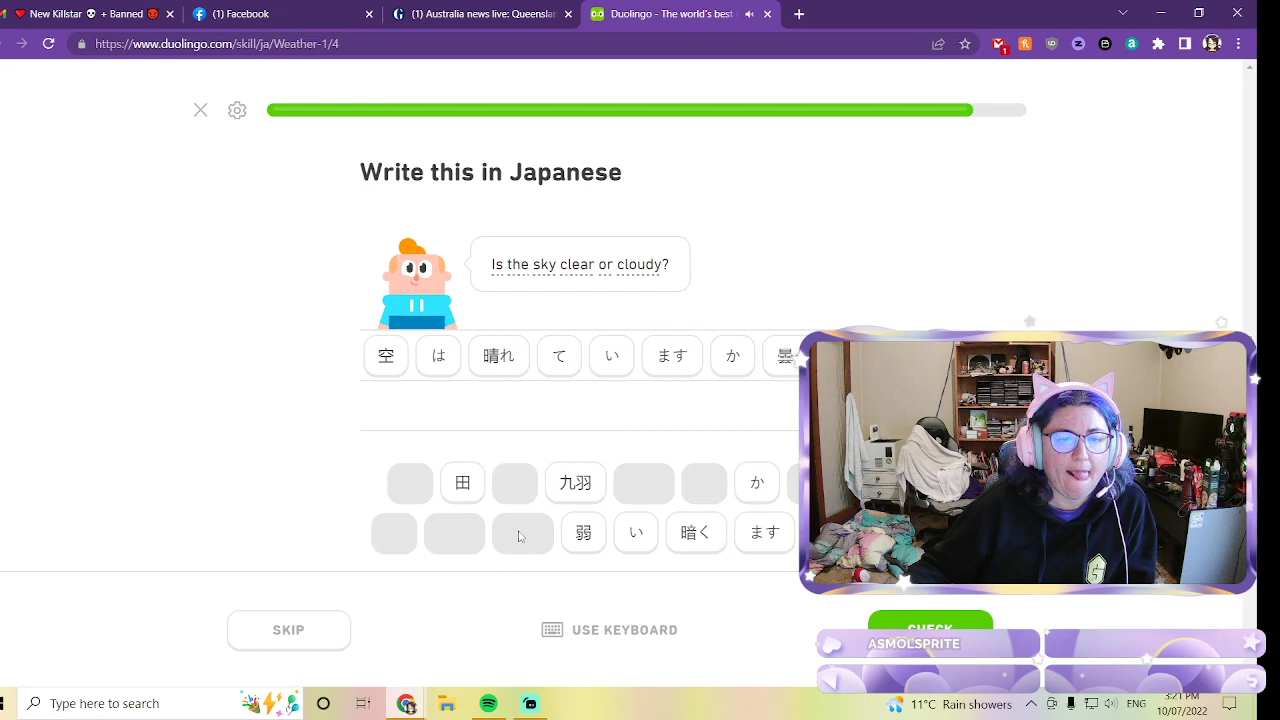 New Killstar 💀 + Banned 👹
(1) Facebook
(1) Australia news live: Queenslan
Duolingo - The world's best
https://www.duolingo.com/skill/ja/Weather-1/4
1
Write this in Japanese
Is the sky clear or cloudy?
空 は 晴れ て い ます か 曇
田 九羽 か
弱 い 暗く ます
SKIP
USE KEYBOARD
CHECK
ASMOLSPRITE
Type here to search
11°C Rain showers
ENG
3:21 PM
10/07/2022